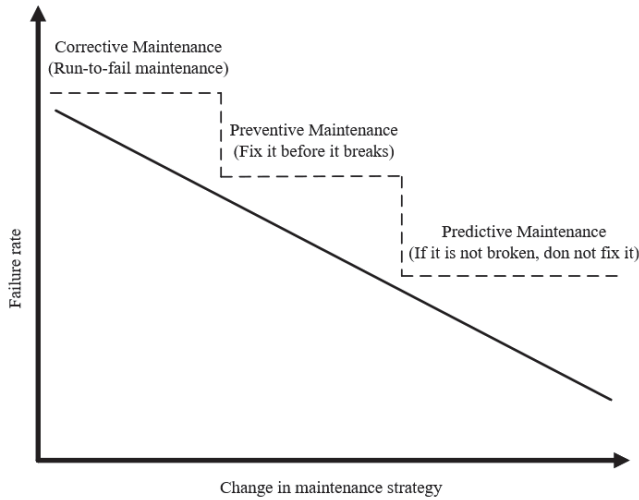 Corrective Maintenance
(Run-to-fail maintenance)
Preventive Maintenance
(Fix it before it breaks)
Predictive Maintenance
(If it is not broken, don not fix it)
Failure rate
Change in maintenance strategy